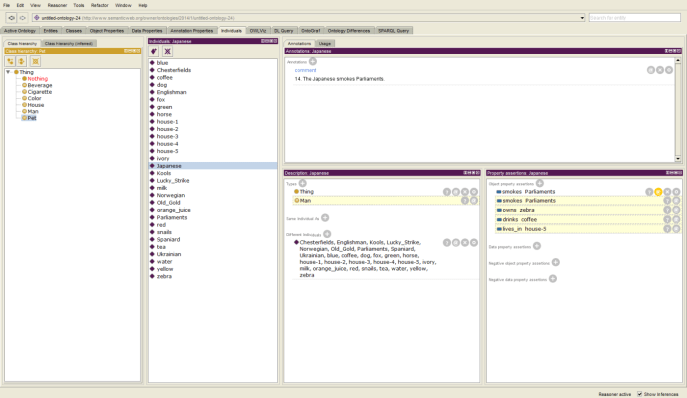 File Edit View Reasoner Tools Refactor Window Help
untitled-ontology-24 (http://www.semanticweb.org/
Search for entity
Active Ontology Entities Classes Object Properties Data Properties Annotation Properties Individuals OWLViz DL Query OntoGraf Ontology Differences SPARQL Query
Class hierarchy Class hierarchy (inferred)
Class hierarchy: Pet
Thing
Nothing
Beverage
Cigarette
Color
House
Man
Pet
Individuals: Japanese
blue
Chesterfields
coffee
dog
Englishman
fox
green
horse
house-1
house-2
house-3
house-4
house-5
ivory
Japanese
Kools
Lucky_Strike
milk
Norwegian
Old_Gold
orange_juice
Parliaments
red
snails
Spaniard
tea
Ukrainian
water
yellow
zebra
Annotations Usage
Annotations: Japanese
Annotations
comment
14. The Japanese smokes Parliaments.
Description: Japanese
Types
Thing
Man
Same Individual As
Different Individuals
Chesterfields, Englishman, Kools, Lucky_Strike,
Norwegian, Old_Gold, Parliaments, Spaniard,
Ukrainian, blue, coffee, dog, fox, green, horse,
house-1, house-2, house-3, house-4, house-5, ivory,
milk, orange_juice, red, snails, tea, water, yellow,
zebra
Property assertions: Japanese
Object property assertions
smokes Parliaments
smokes Parliaments
owns zebra
drinks coffee
lives_in house-3
Data property assertions
Negative object property assertions
Negative data property assertions
Reasoner active Show Inferences